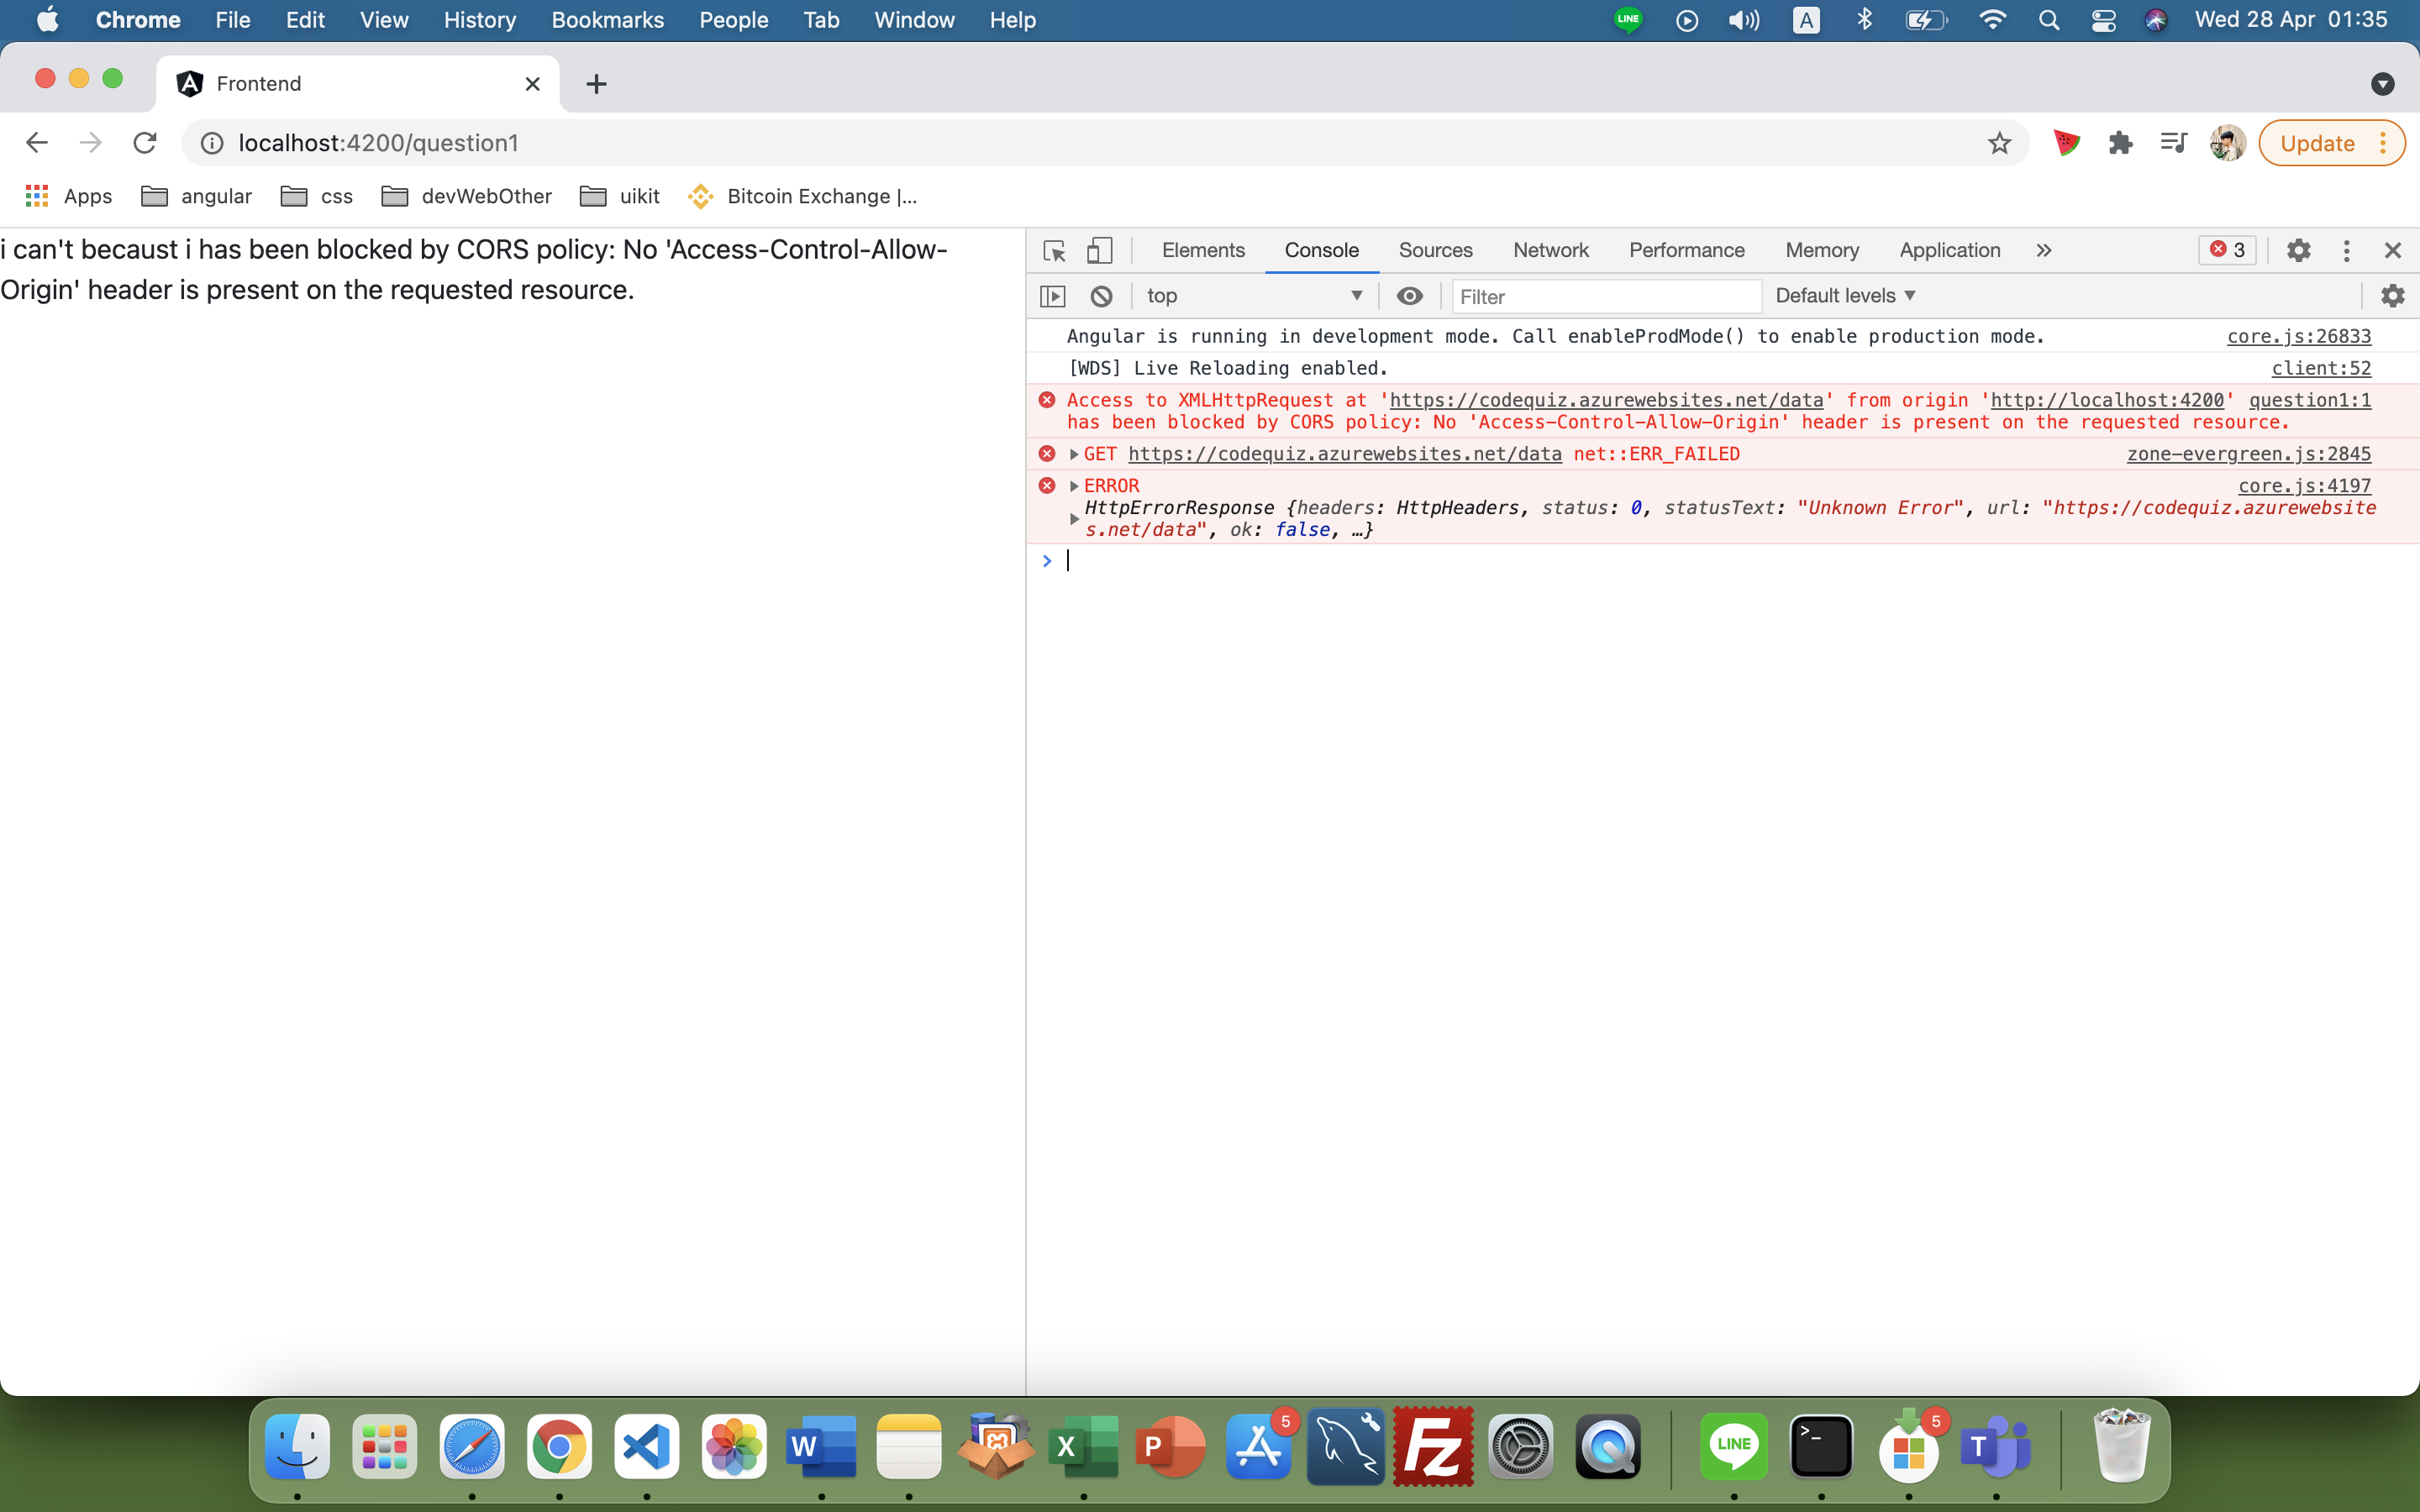 Chrome File Edit View History Bookmarks People Tab Window Help LINE A Wed 28 Apr 01:35
Frontend
localhost:4200/question1 Update
Apps angular css devWebOther uikit Bitcoin Exchange |...
i can't becaust i has been blocked by CORS policy: No 'Access-Control-Allow-
Origin' header is present on the requested resource.
Elements Console Sources Network Performance Memory Application 3
top Filter Default levels
Angular is running in development mode. Call enableProdMode() to enable production mode. core.js:26833
[WDS] Live Reloading enabled. client:52
Access to XMLHttpRequest at 'https://codequiz.azurewebsites.net/data' from origin 'http://localhost:4200' question1:1
has been blocked by CORS policy: No 'Access-Control-Allow-Origin' header is present on the requested resource.
GET https://codequiz.azurewebsites.net/data net::ERR_FAILED zone-evergreen.js:2845
ERROR core.js:4197
HttpErrorResponse {headers: HttpHeaders, status: 0, statusText: "Unknown Error", url: "https://codequiz.azurewebsite
s.net/data", ok: false, …}
W X P 5 Fz LINE >_ 5 T